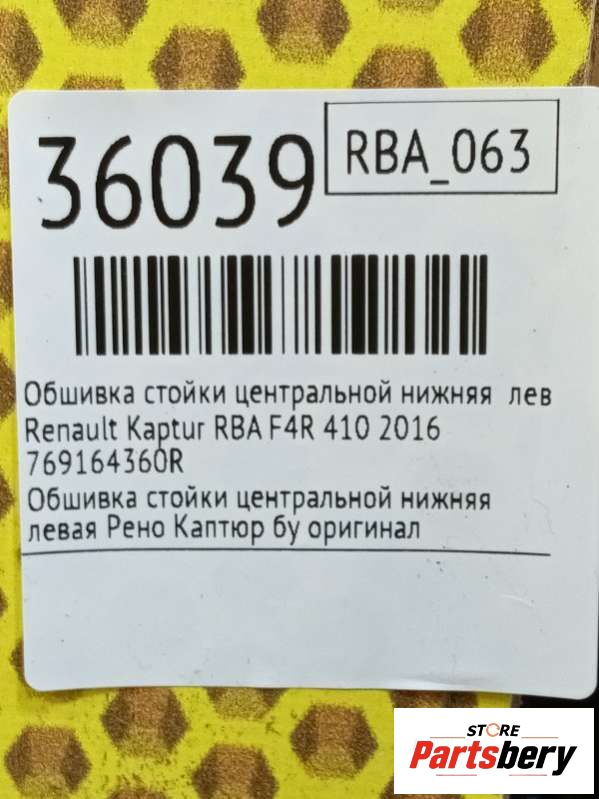 36039
RBA_063
Обшивка стойки центральной нижняя лев
Renault Kaptur RBA F4R 410 2016
769164360R
Обшивка стойки центральной нижняя
левая Рено Каптюр бу оригинал
STORE
Partsbery